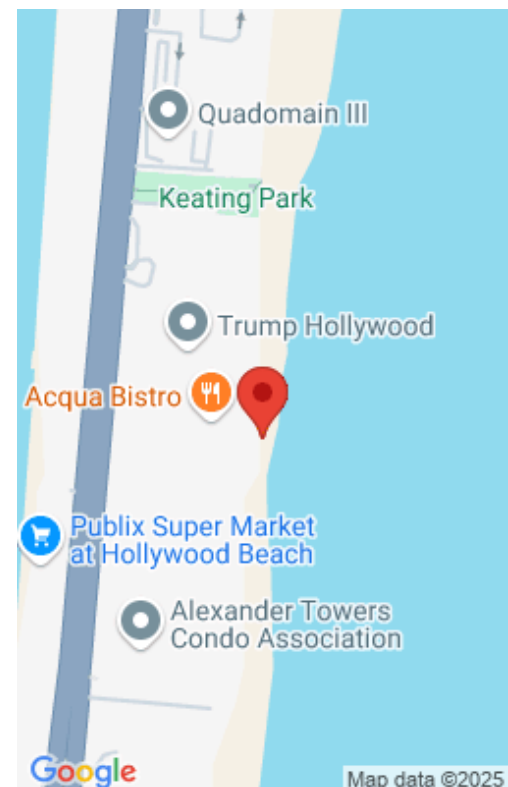 Quadomain III
Keating Park
Trump Hollywood
Acqua Bistro
Publix Super Market
at Hollywood Beach
Alexander Towers
Condo Association
Google
Map data ©2025